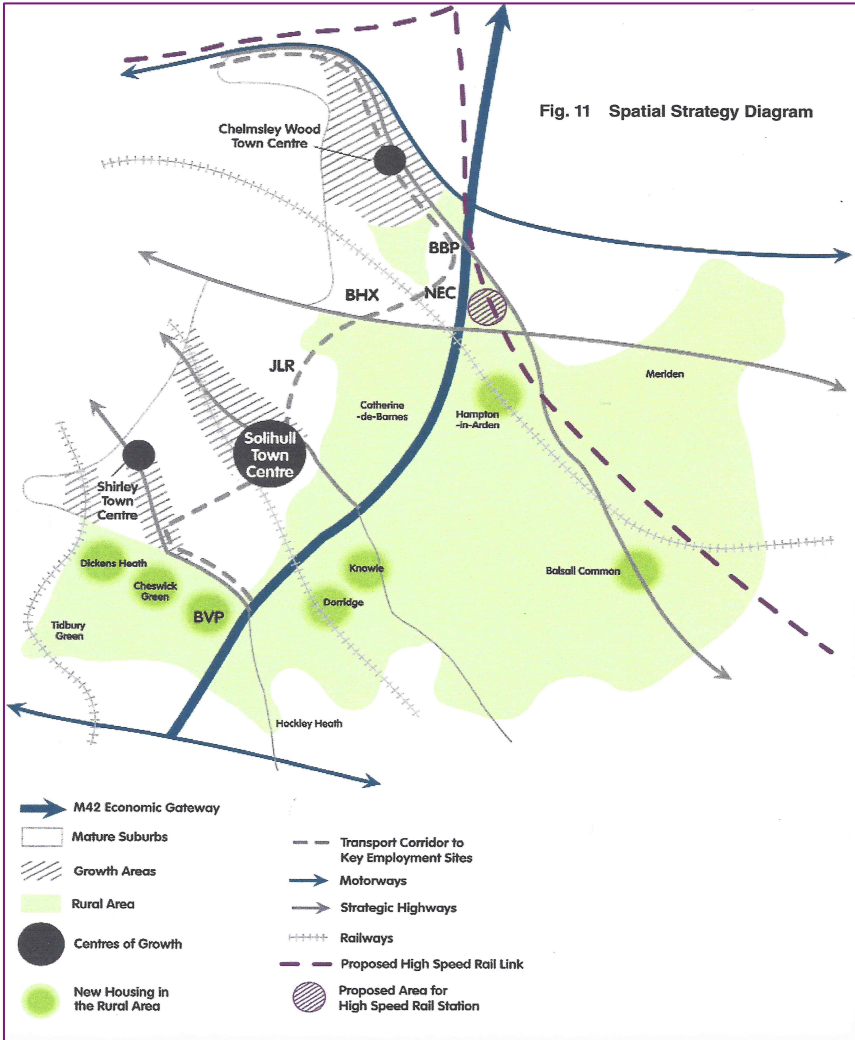 Fig. 11 Spatial Strategy Diagram
Chelmsley Wood
Town Centre
BBP
BHX
NEC
JLR
Meriden
Catherine
-de-Barnes
Hampton
-in-Arden
Solihull
Town
Centre
Shirley
Town
Centre
Dickens Heath
Cheswick
Green
BVP
Knowle
Dorridge
Balsall Common
Tidbury
Green
Hockley Heath
M42 Economic Gateway
Mature Suburbs
Growth Areas
Rural Area
Centres of Growth
New Housing in
the Rural Area
Transport Corridor to
Key Employment Sites
Motorways
Strategic Highways
Railways
Proposed High Speed Rail Link
Proposed Area for
High Speed Rail Station